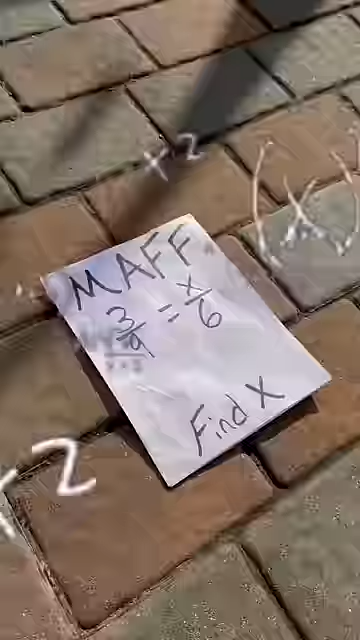 x²
(x)
MAFF
3/9 = x/6
Find X
x²